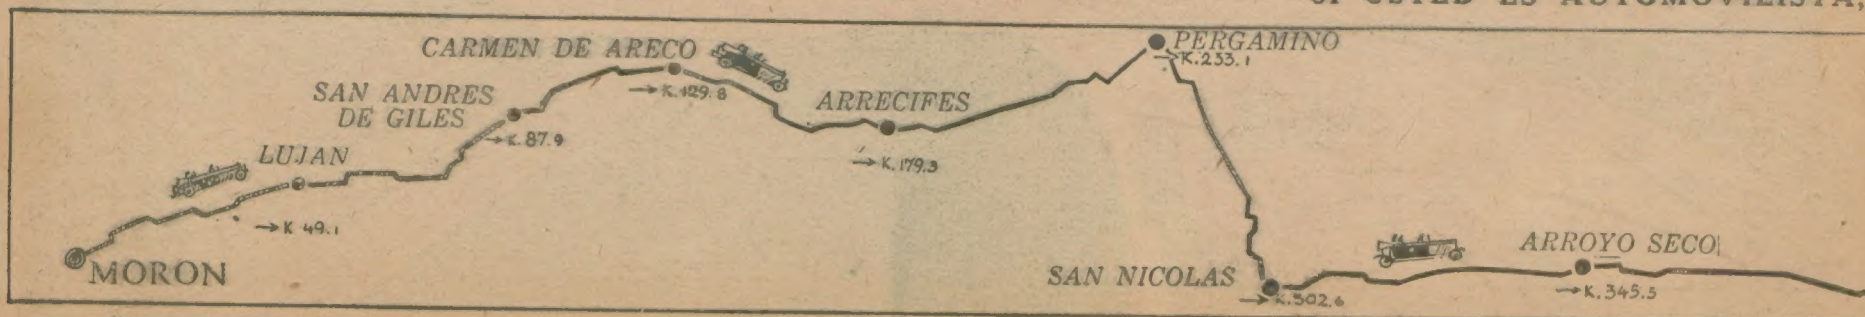 SI USTED ES AUTOMOVILISTA,
CARMEN DE ARECO
PERGAMINO
K.233.1
SAN ANDRES
DE GILES
K.129.8
ARRECIFES
K.87.9
LUJAN
K.179.3
K 49.1
MORON
ARROYO SECO
SAN NICOLAS
K.302.6
K.345.5